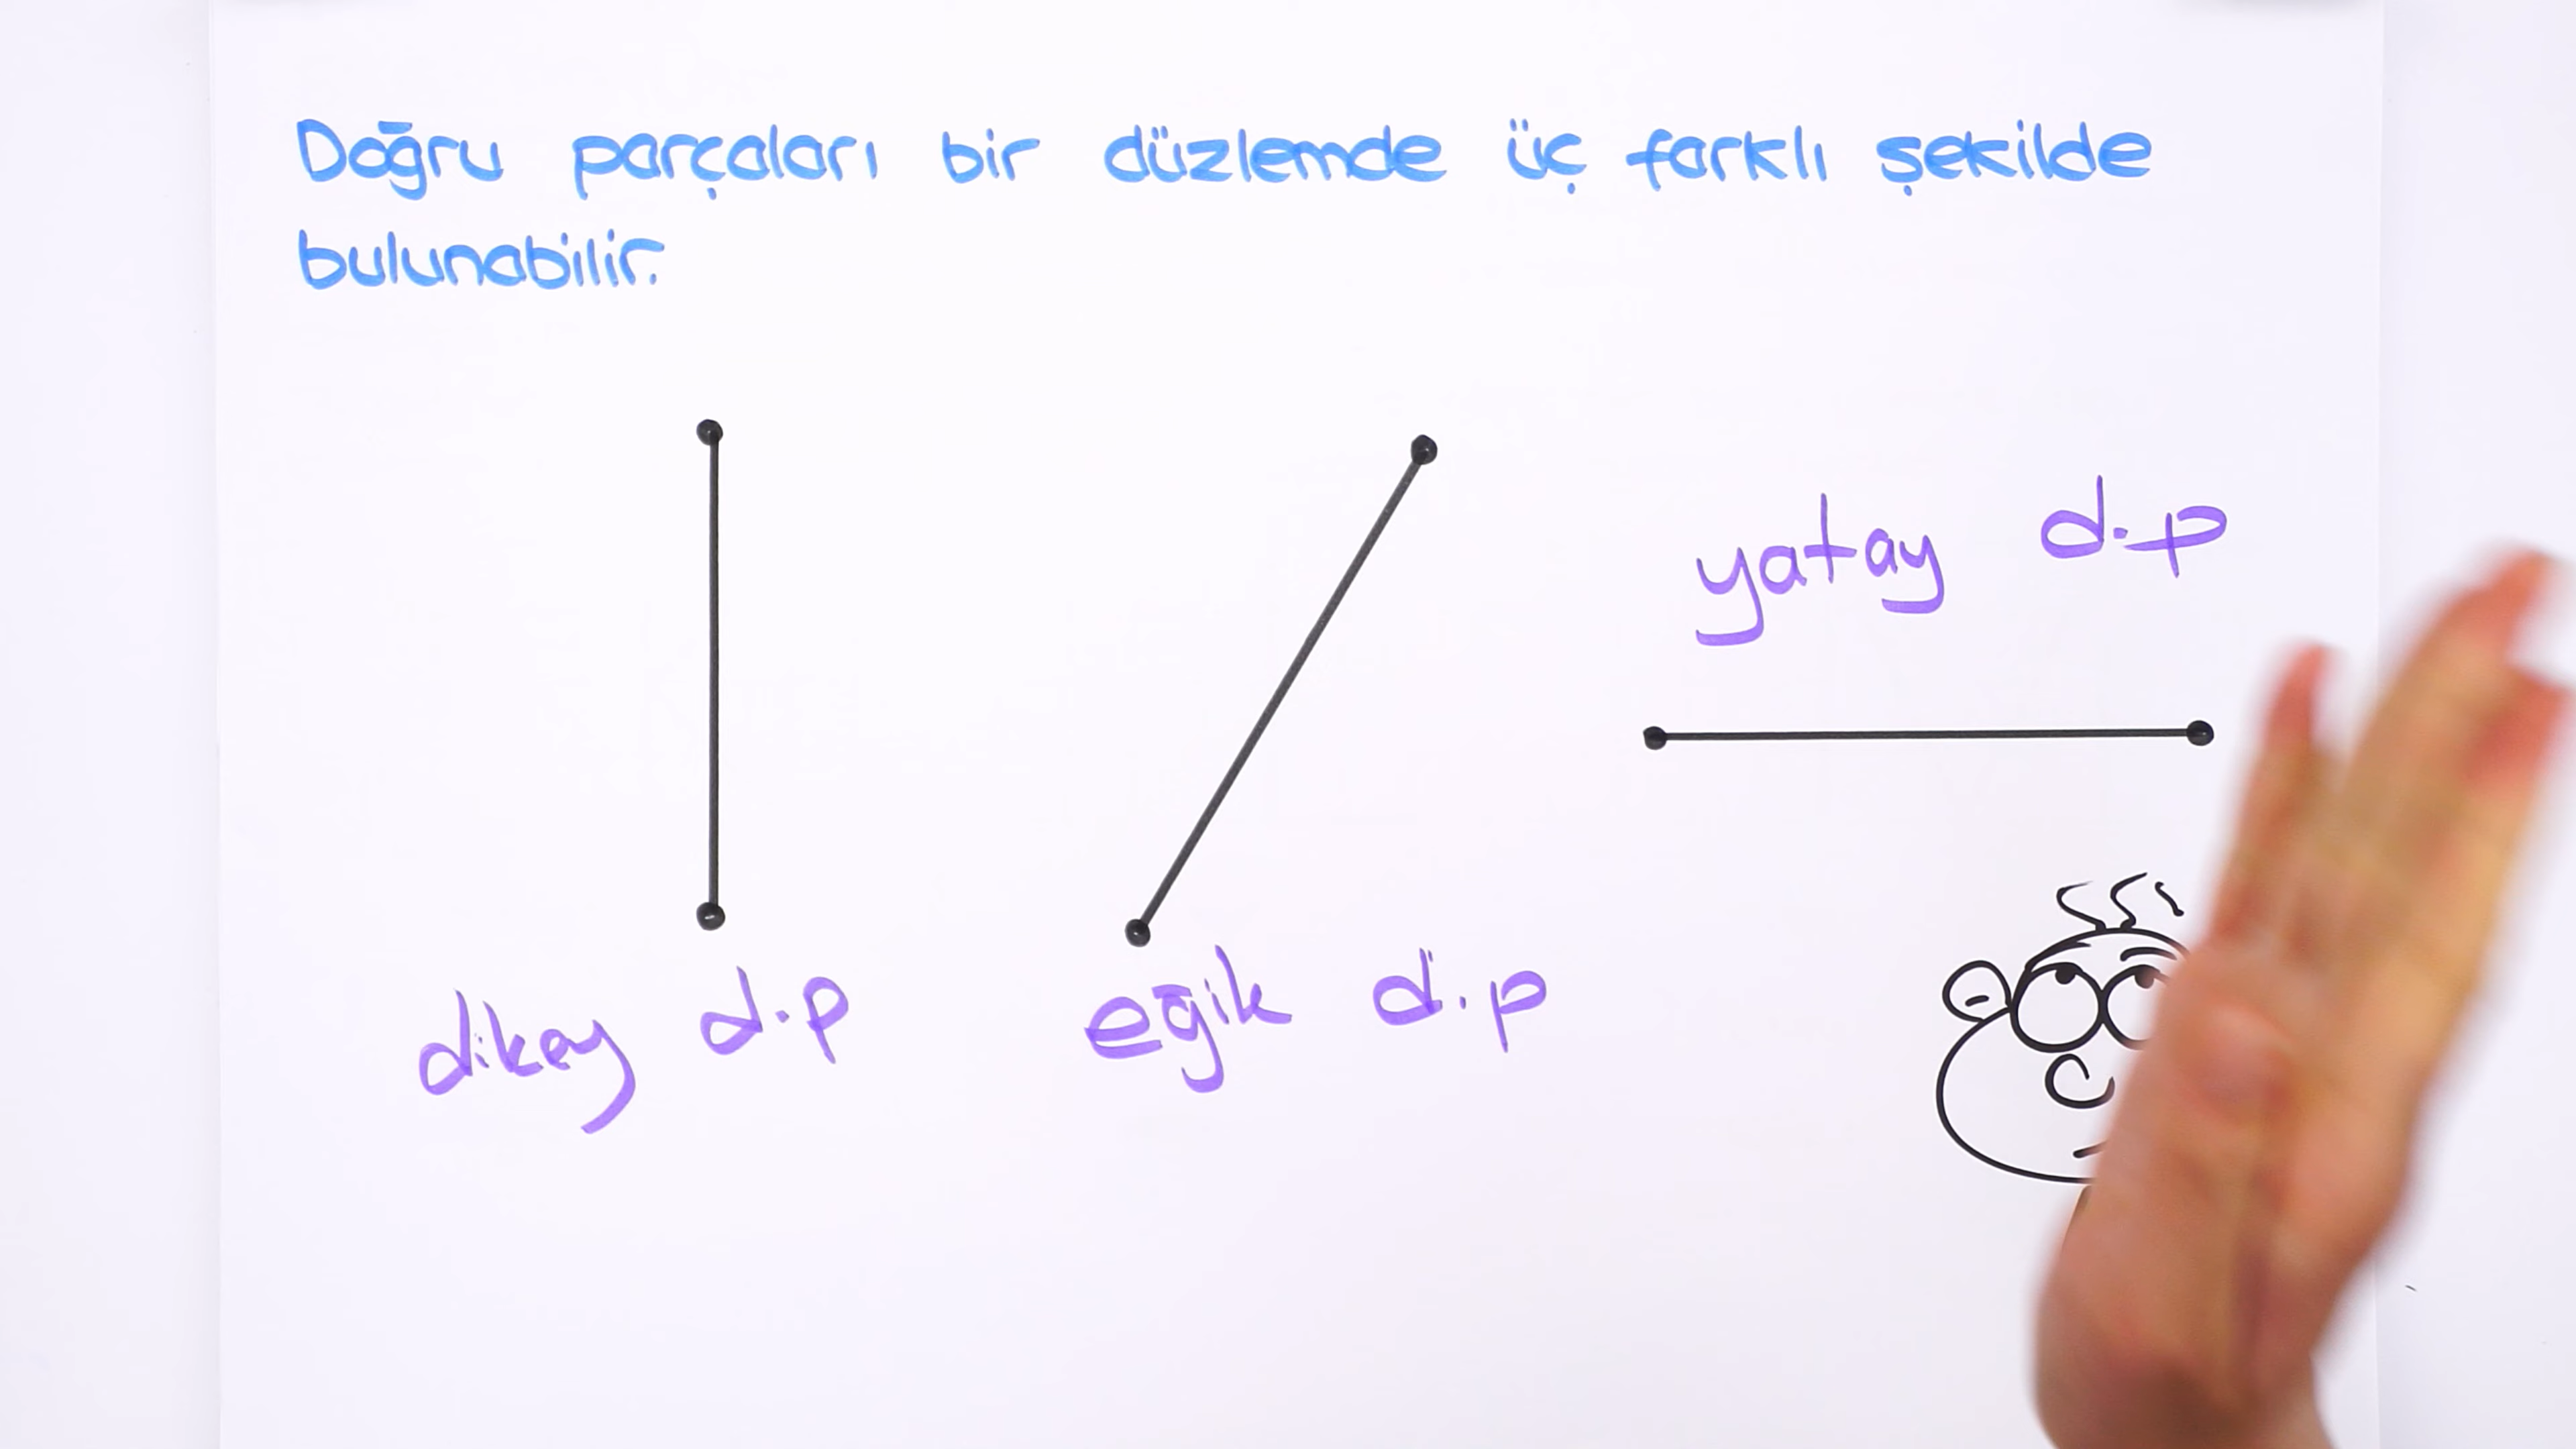 Doğru parçaları bir düzlemde üç farklı şekilde
bulunabilir.
yatay d.p
dikey d.p
eğik d.p